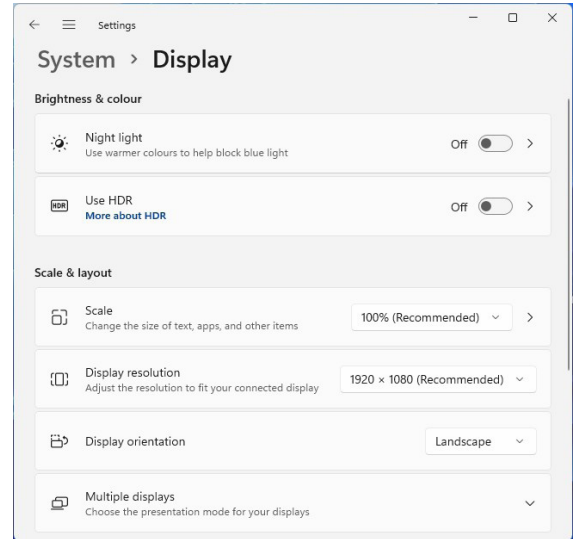 Settings
System > Display
Brightness & colour
Night light
Use warmer colours to help block blue light
Off
HDR
Use HDR
More about HDR
Off
Scale & layout
Scale
Change the size of text, apps, and other items
100% (Recommended)
Display resolution
Adjust the resolution to fit your connected display
1920 × 1080 (Recommended)
Display orientation
Landscape
Multiple displays
Choose the presentation mode for your displays